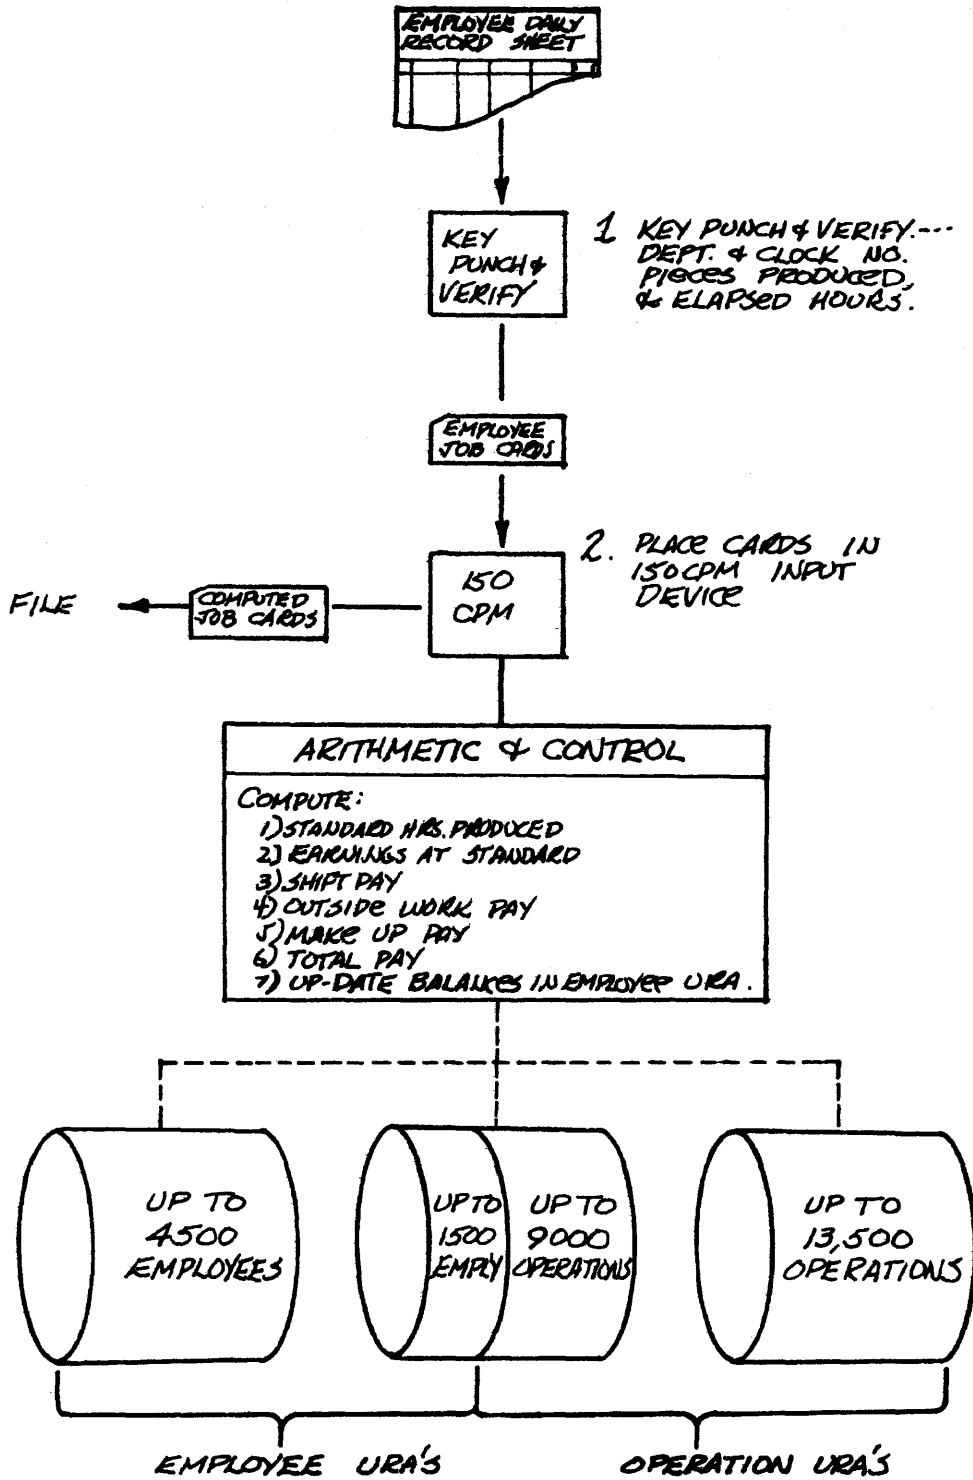 EMPLOYEE DAILY
RECORD SHEET
KEY
PUNCH &
VERIFY
1 KEY PUNCH & VERIFY....
DEPT. & CLOCK NO.
PIECES PRODUCED,
& ELAPSED HOURS.
EMPLOYEE
JOB CARDS
2. PLACE CARDS IN
150 CPM INPUT
DEVICE
150
CPM
COMPUTED
JOB CARDS
FILE
ARITHMETIC & CONTROL
COMPUTE:
1) STANDARD HRS. PRODUCED
2) EARNINGS AT STANDARD
3) SHIFT PAY
4) OUTSIDE WORK PAY
5) MAKE UP PAY
6) TOTAL PAY
7) UP-DATE BALANCES IN EMPLOYEE URA.
UP TO
4500
EMPLOYEES
UP TO
1500
EMPLY
UP TO
9000
OPERATIONS
UP TO
13,500
OPERATIONS
EMPLOYEE URA'S
OPERATION URA'S